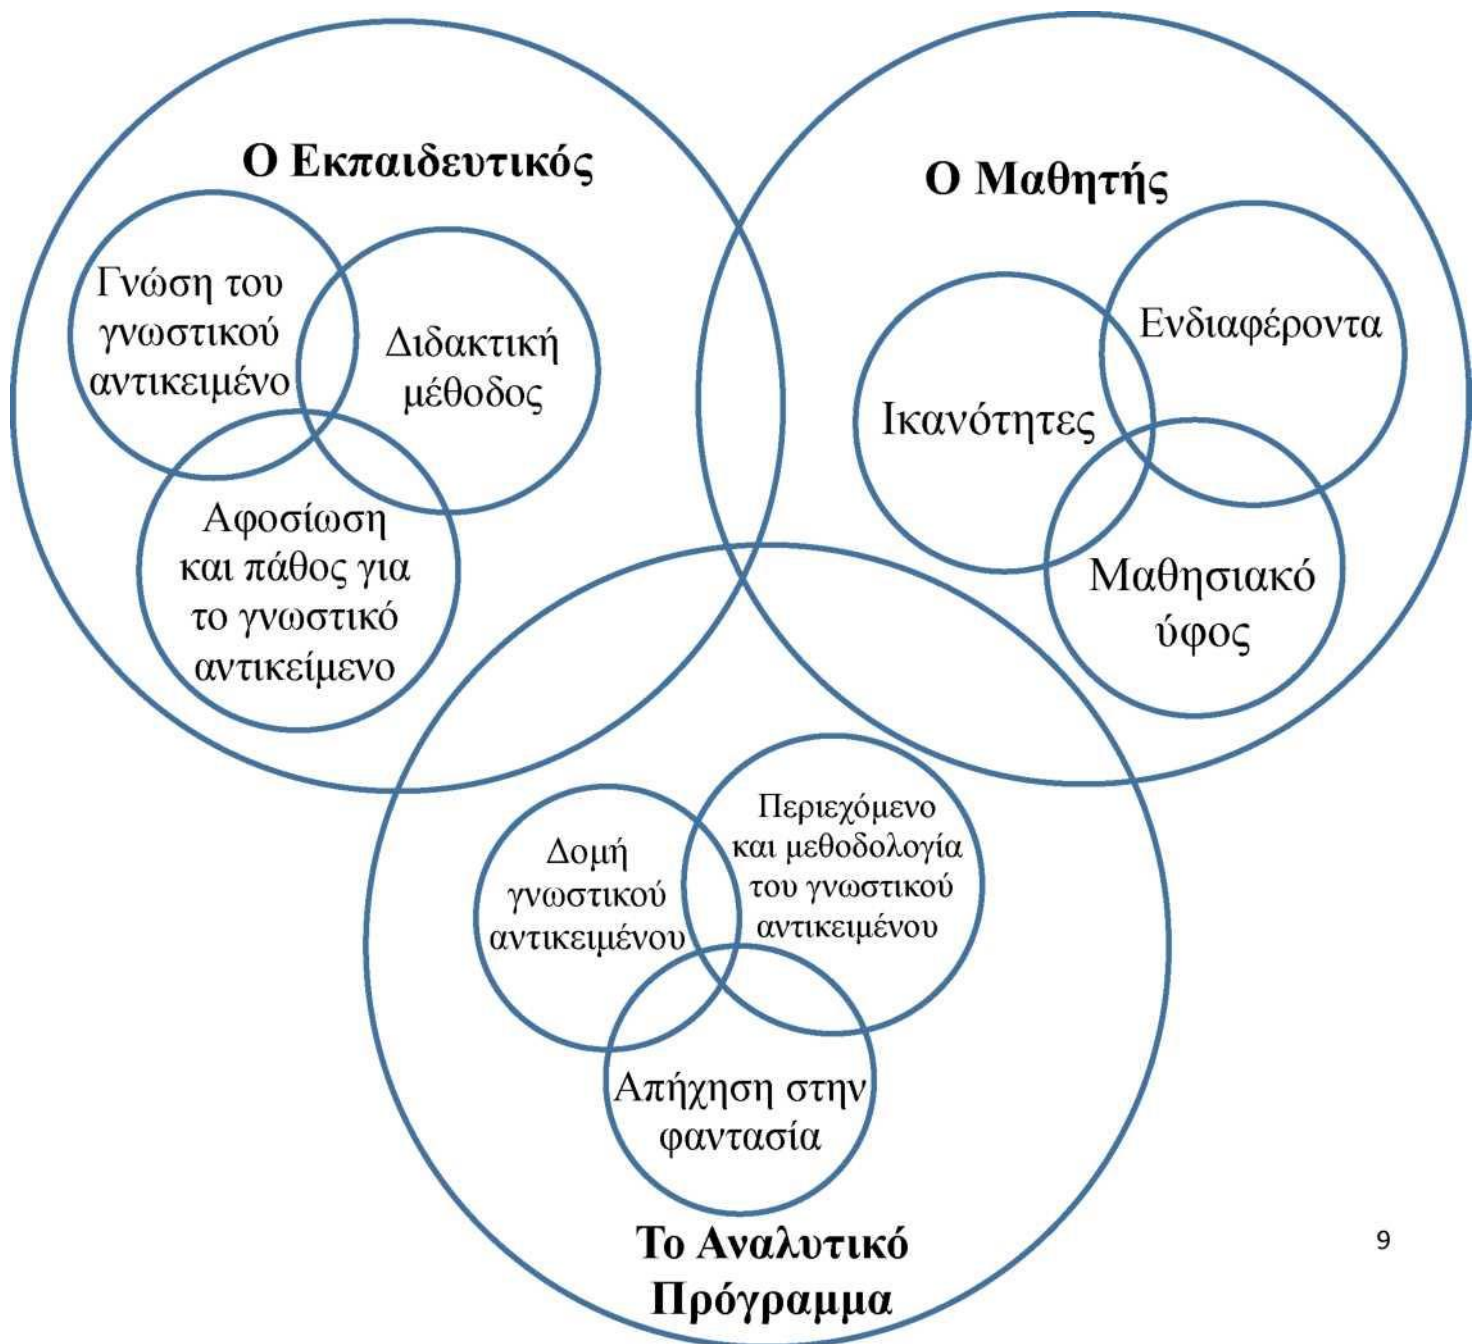 Ο Εκπαιδευτικός
Γνώση του
γνωστικού
αντικειμένο
Διδακτική
μέθοδος
Αφοσίωση
και πάθος για
το γνωστικό
αντικείμενο
Ο Μαθητής
Ενδιαφέροντα
Ικανότητες
Μαθησιακό
ύφος
Δομή
γνωστικού
αντικειμένου
Περιεχόμενο
και μεθοδολογία
του γνωστικού
αντικειμένου
Απήχηση στην
φαντασία
Το Αναλυτικό
Πρόγραμμα
9